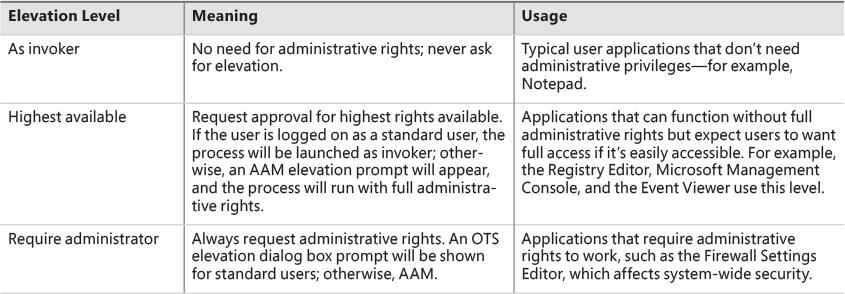 Elevation Level
Meaning
Usage
As invoker
No need for administrative rights; never ask
for elevation.
Typical user applications that don't need
administrative privileges—for example,
Notepad.
Highest available
Request approval for highest rights available.
If the user is logged on as a standard user, the
process will be launched as invoker; other-
wise, an AAM elevation prompt will appear,
and the process will run with full administra-
tive rights.
Applications that can function without full
administrative rights but expect users to want
full access if it's easily accessible. For example,
the Registry Editor, Microsoft Management
Console, and the Event Viewer use this level.
Require administrator
Always request administrative rights. An OTS
elevation dialog box prompt will be shown
for standard users; otherwise, AAM.
Applications that require administrative
rights to work, such as the Firewall Settings
Editor, which affects system-wide security.